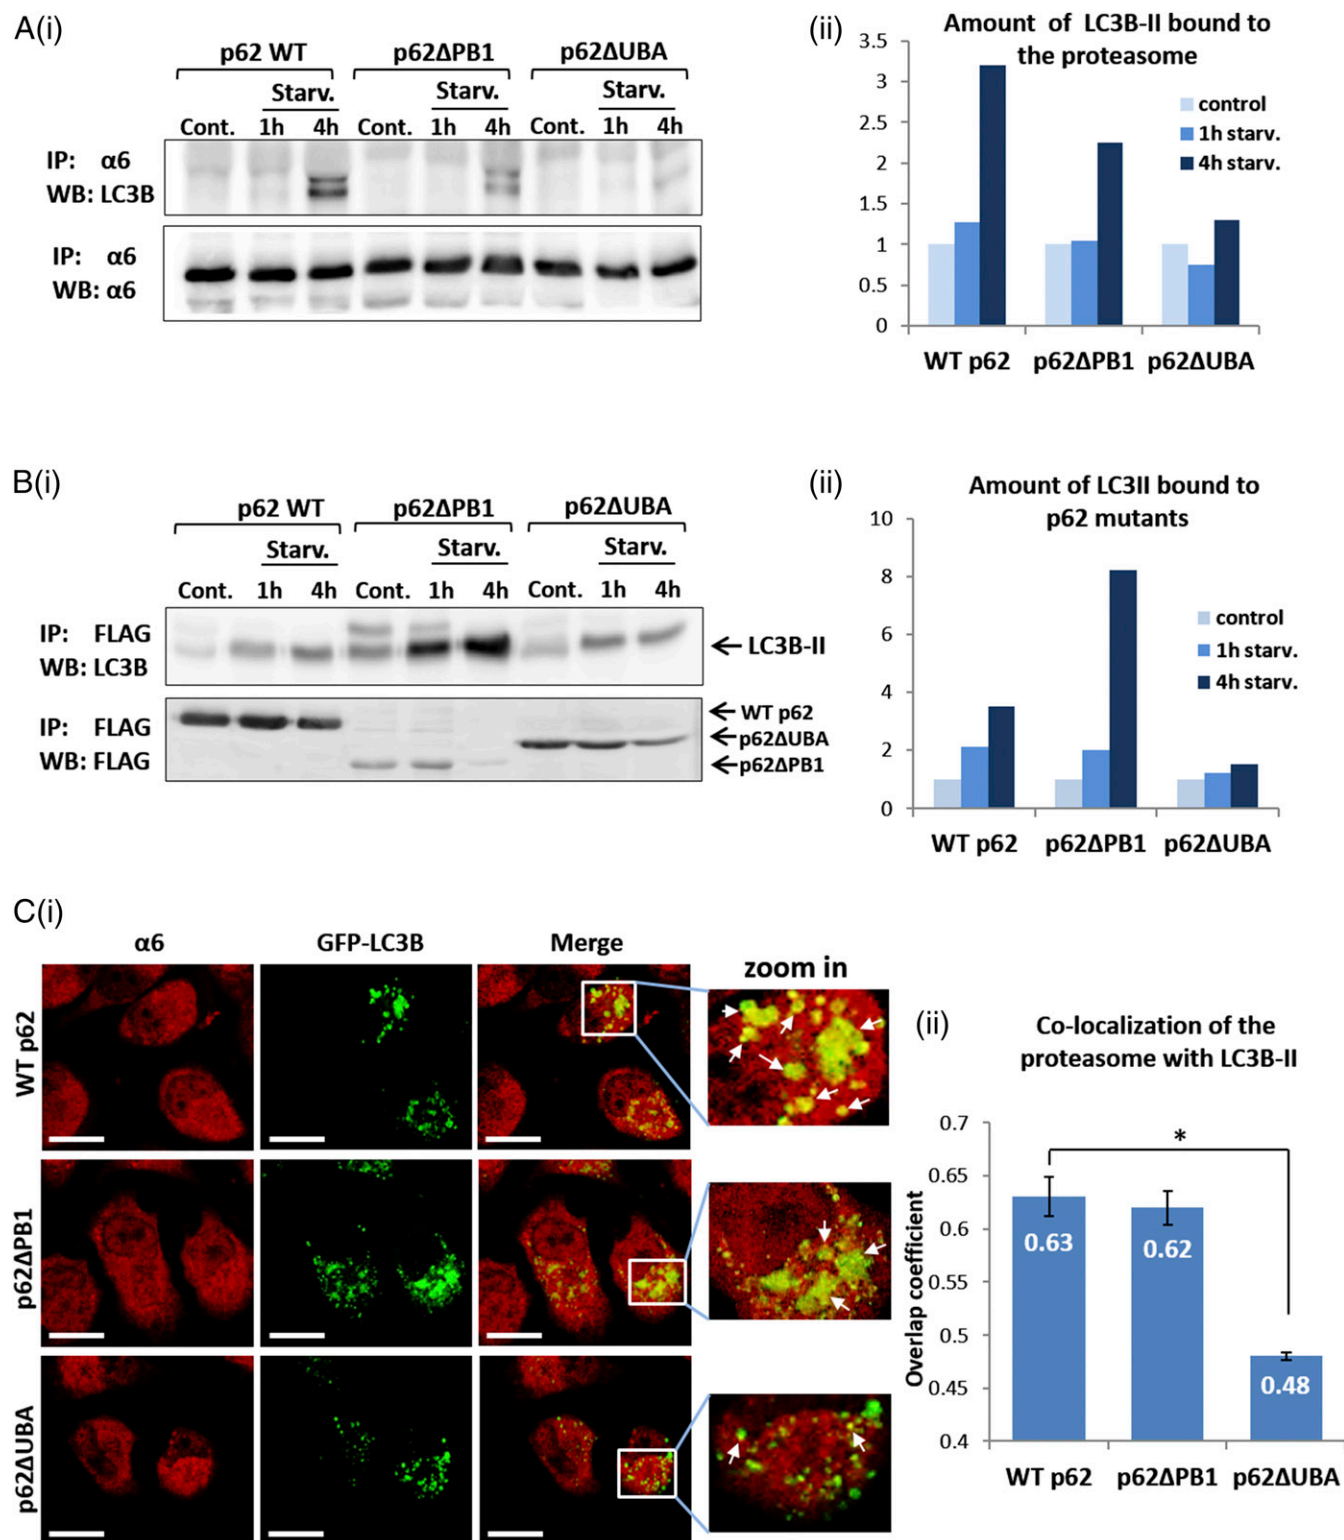 A(i)
p62 WT p62ΔPB1 p62ΔUBA
Starv. Starv. Starv.
Cont. 1h 4h Cont. 1h 4h Cont. 1h 4h
IP: α6
WB: LC3B
IP: α6
WB: α6
(ii)
Amount of LC3B-II bound to
the proteasome
3.5
3
2.5
2
1.5
1
0.5
0
control
1h starv.
4h starv.
WT p62 p62ΔPB1 p62ΔUBA
B(i)
p62 WT p62ΔPB1 p62ΔUBA
Starv. Starv. Starv.
Cont. 1h 4h Cont. 1h 4h Cont. 1h 4h
IP: FLAG
WB: LC3B
LC3B-II
IP: FLAG
WB: FLAG
WT p62
p62ΔUBA
p62ΔPB1
(ii)
Amount of LC3II bound to
p62 mutants
10
8
6
4
2
0
control
1h starv.
4h starv.
WT p62 p62ΔPB1 p62ΔUBA
C(i)
α6 GFP-LC3B Merge zoom in
WT p62
p62ΔPB1
p62ΔUBA
(ii)
Co-localization of the
proteasome with LC3B-II
Overlap coefficient
0.7
0.65
0.6
0.55
0.5
0.45
0.4
*
0.63 0.62 0.48
WT p62 p62ΔPB1 p62ΔUBA